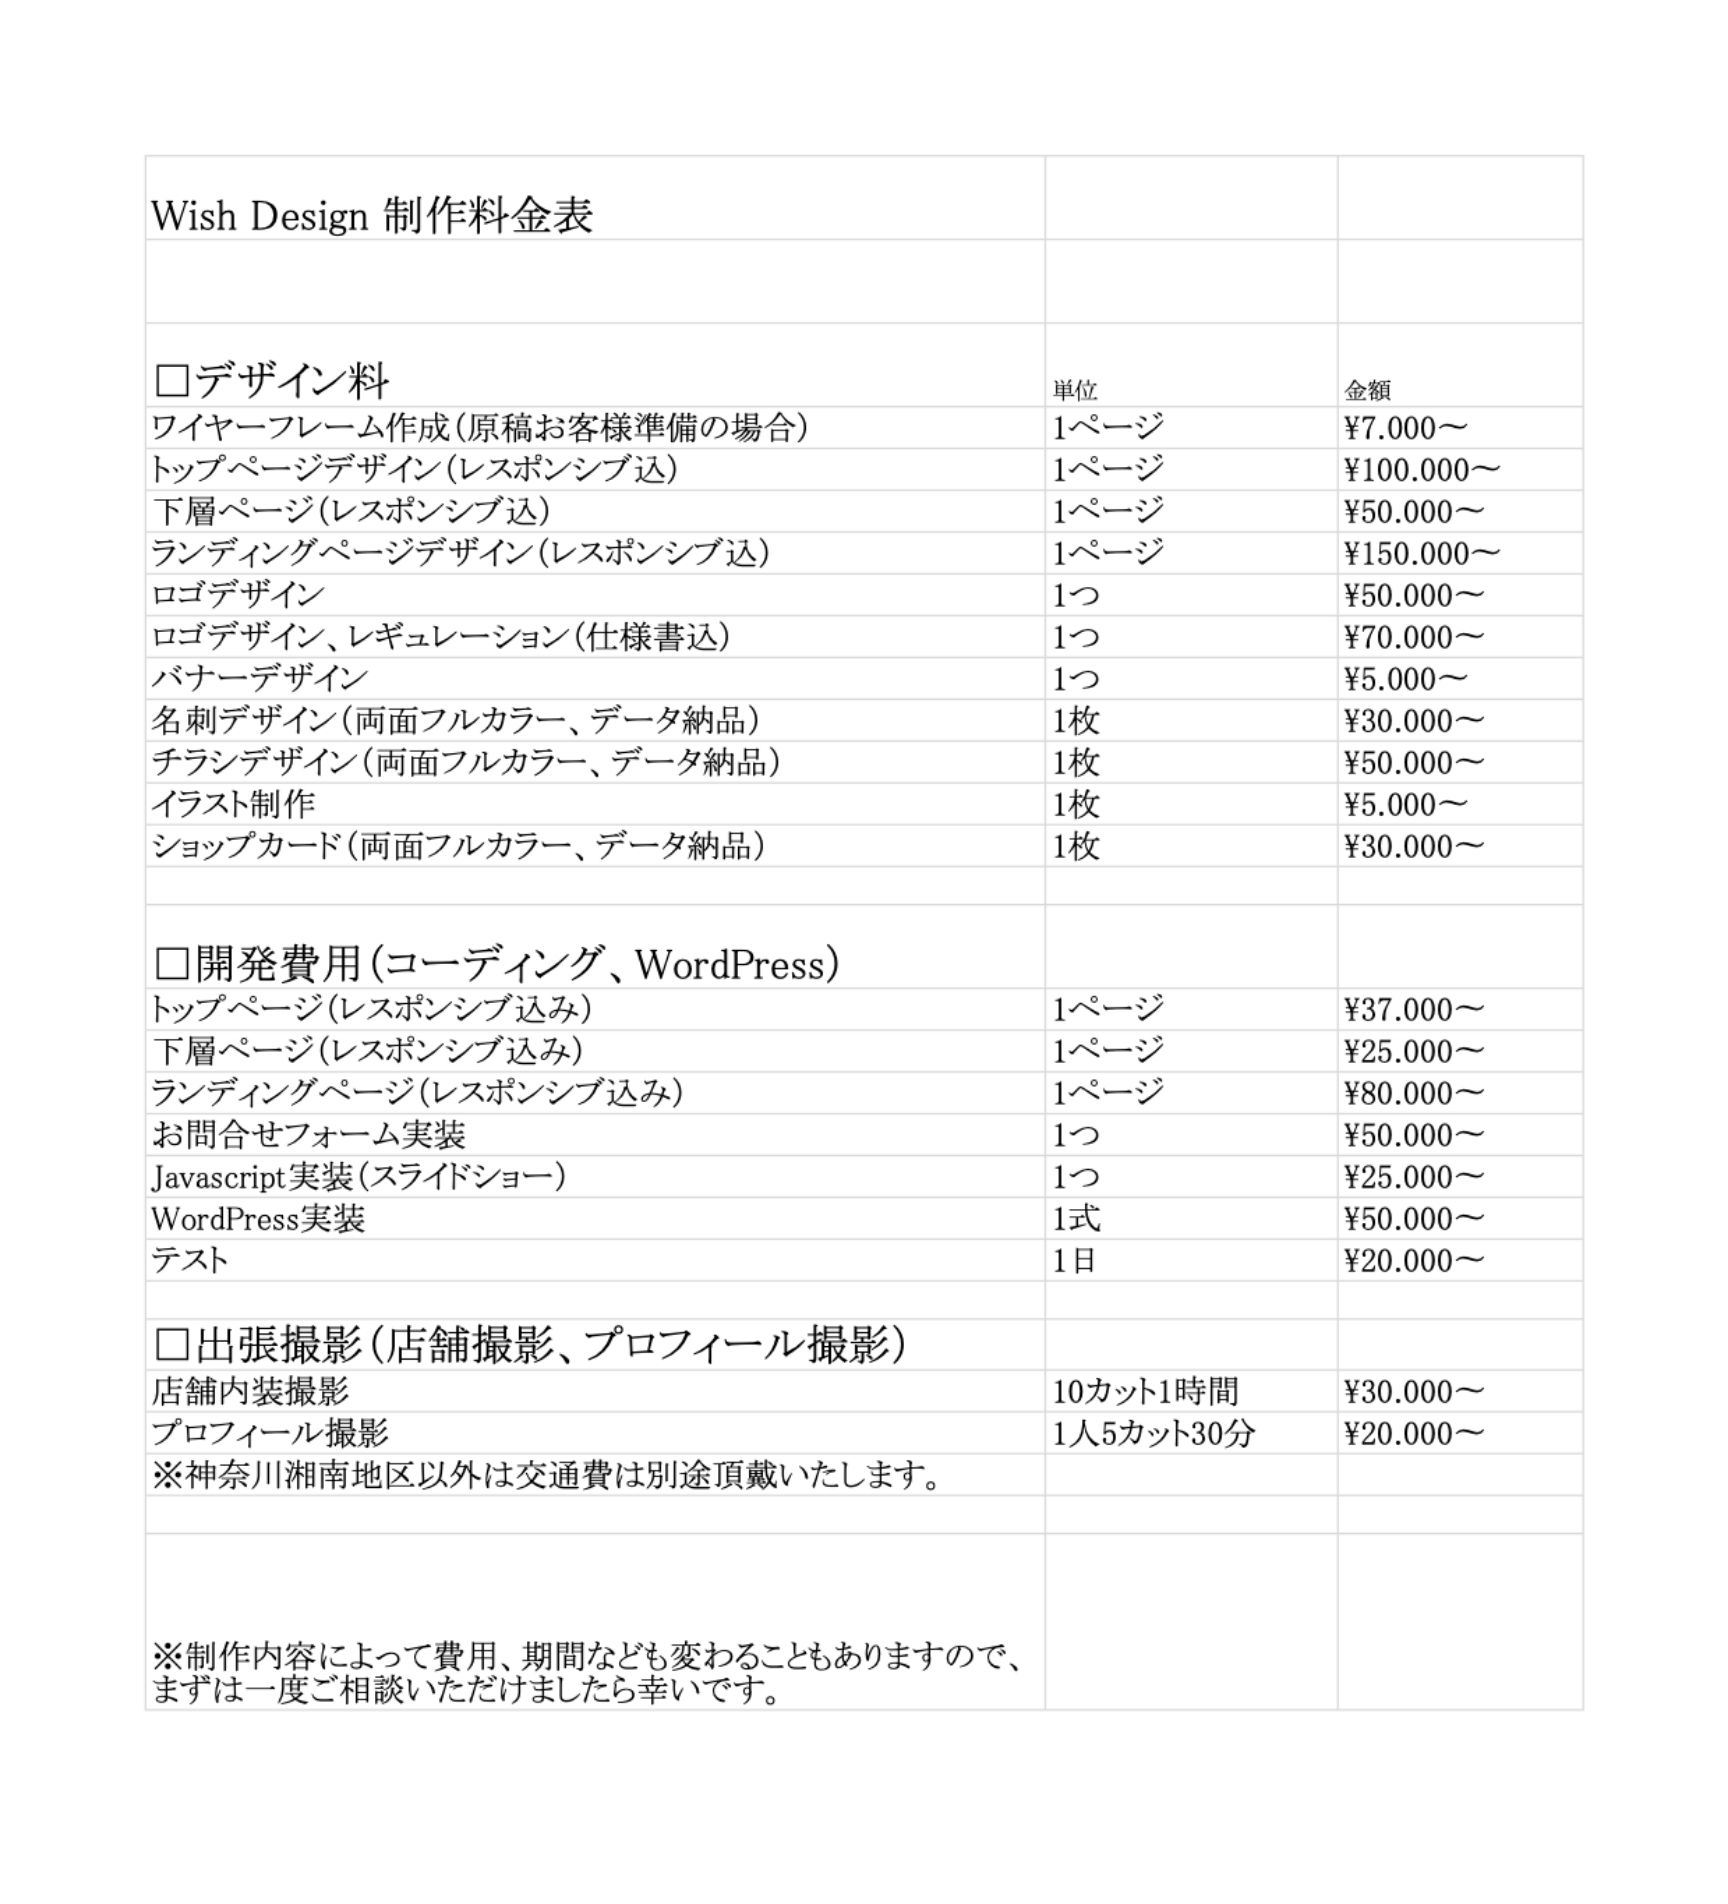 Wish Design 制作料金表
□デザイン料 単位 金額
ワイヤーフレーム作成（原稿お客様準備の場合） 1ページ ¥7.000〜
トップページデザイン（レスポンシブ込） 1ページ ¥100.000〜
下層ページ（レスポンシブ込） 1ページ ¥50.000〜
ランディングページデザイン（レスポンシブ込） 1ページ ¥150.000〜
ロゴデザイン 1つ ¥50.000〜
ロゴデザイン、レギュレーション（仕様書込） 1つ ¥70.000〜
バナーデザイン 1つ ¥5.000〜
名刺デザイン（両面フルカラー、データ納品） 1枚 ¥30.000〜
チラシデザイン（両面フルカラー、データ納品） 1枚 ¥50.000〜
イラスト制作 1枚 ¥5.000〜
ショップカード（両面フルカラー、データ納品） 1枚 ¥30.000〜
□開発費用（コーディング、WordPress）
トップページ（レスポンシブ込み） 1ページ ¥37.000〜
下層ページ（レスポンシブ込み） 1ページ ¥25.000〜
ランディングページ（レスポンシブ込み） 1ページ ¥80.000〜
お問合せフォーム実装 1つ ¥50.000〜
Javascript実装（スライドショー） 1つ ¥25.000〜
WordPress実装 1式 ¥50.000〜
テスト 1日 ¥20.000〜
□出張撮影（店舗撮影、プロフィール撮影）
店舗内装撮影 10カット1時間 ¥30.000〜
プロフィール撮影 1人5カット30分 ¥20.000〜
※神奈川湘南地区以外は交通費は別途頂戴いたします。
※制作内容によって費用、期間なども変わることもありますので、
まずは一度ご相談いただけましたら幸いです。